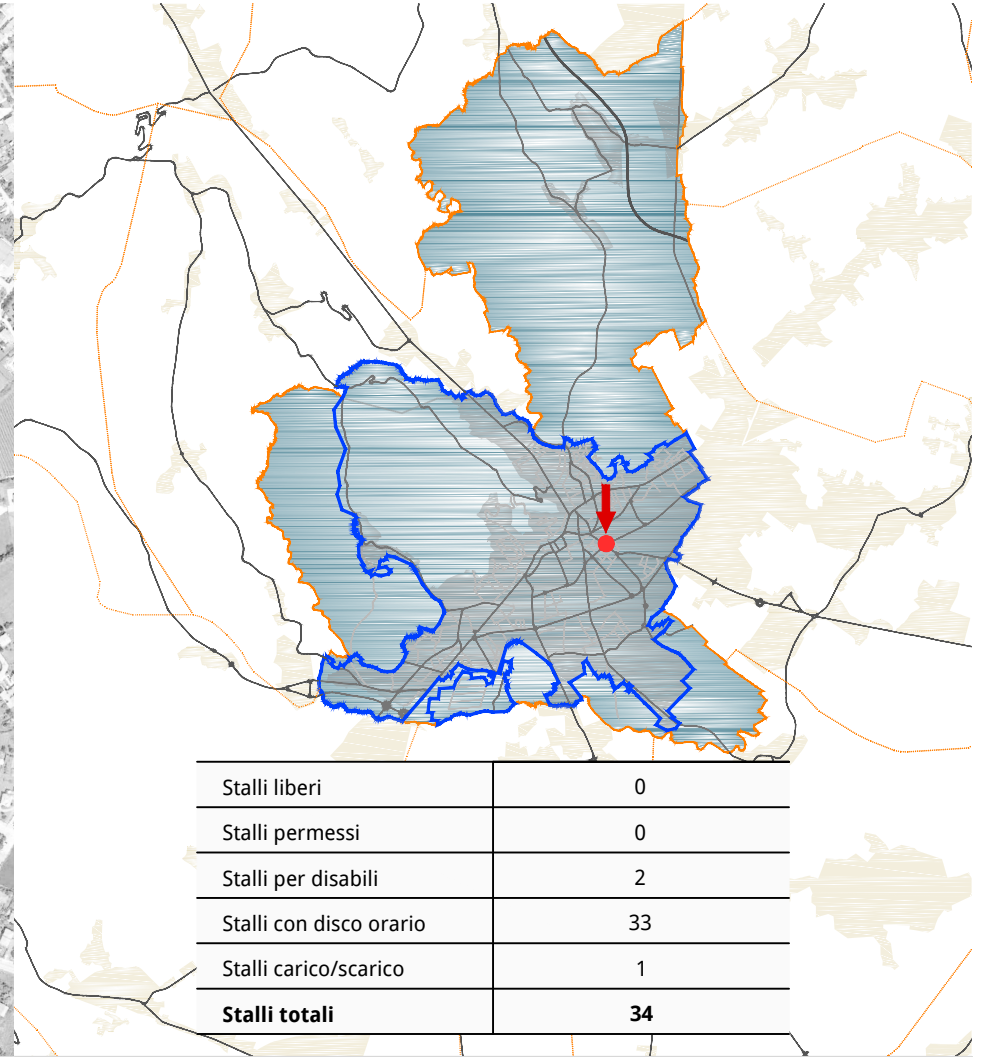 Stalli liberi 0
Stalli permessi 0
Stalli per disabili 2
Stalli con disco orario 33
Stalli carico/scarico 1
Stalli totali 34